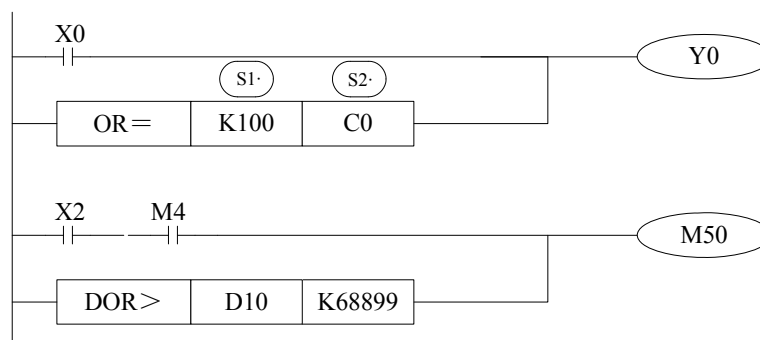 X0
Y0
S1· S2·
OR＝ K100 C0
X2 M4
M50
DOR＞ D10 K68899